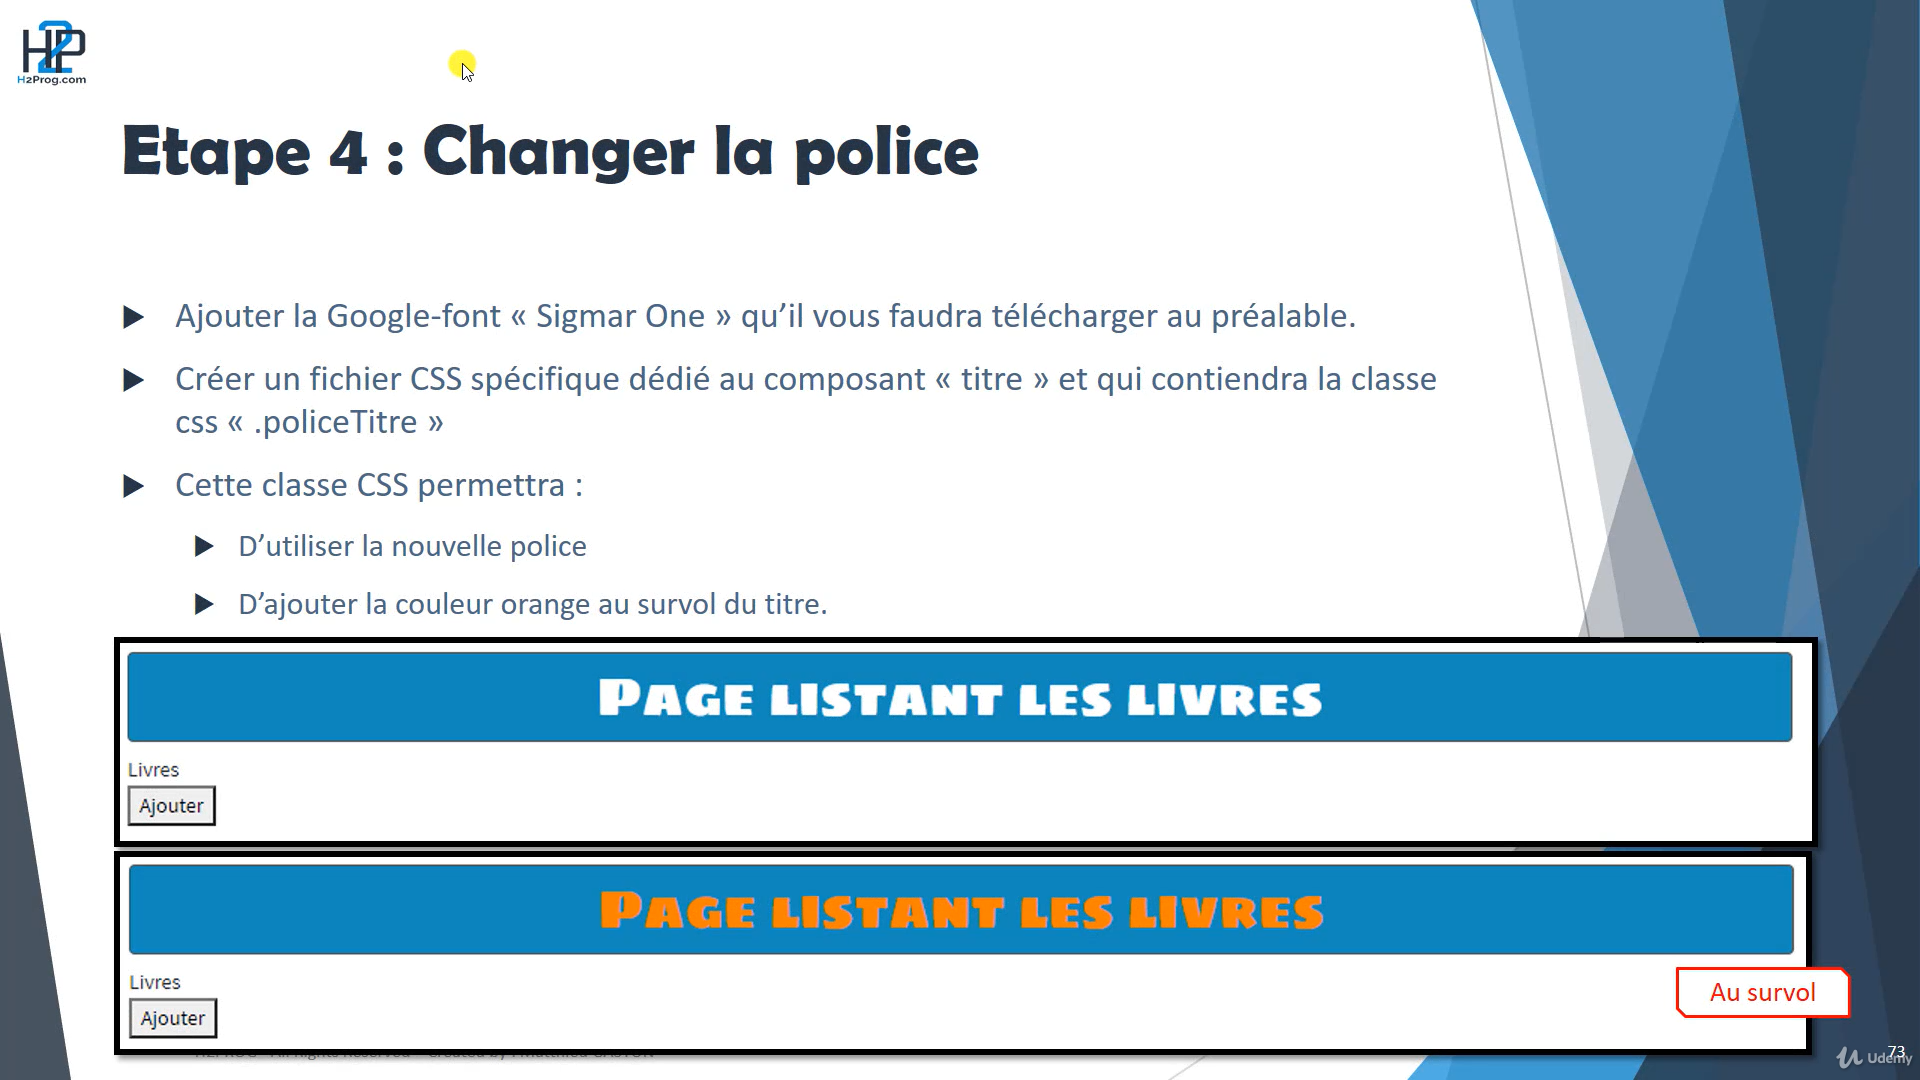 H2P
H2Prog.com
Etape 4 : Changer la police
Ajouter la Google-font « Sigmar One » qu’il vous faudra télécharger au préalable.
Créer un fichier CSS spécifique dédié au composant « titre » et qui contiendra la classe
css « .policeTitre »
Cette classe CSS permettra :
D’utiliser la nouvelle police
D’ajouter la couleur orange au survol du titre.
Page listant les livres
Livres
Ajouter
Page listant les livres
Livres
Ajouter
Au survol
73
Udemy